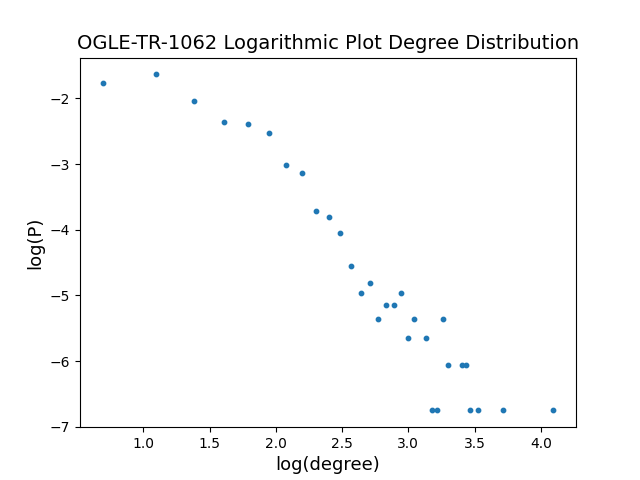 OGLE-TR-1062 Logarithmic Plot Degree Distribution
−2
−3
−4
−5
−6
−7
log(P)
1.0 1.5 2.0 2.5 3.0 3.5 4.0
log(degree)